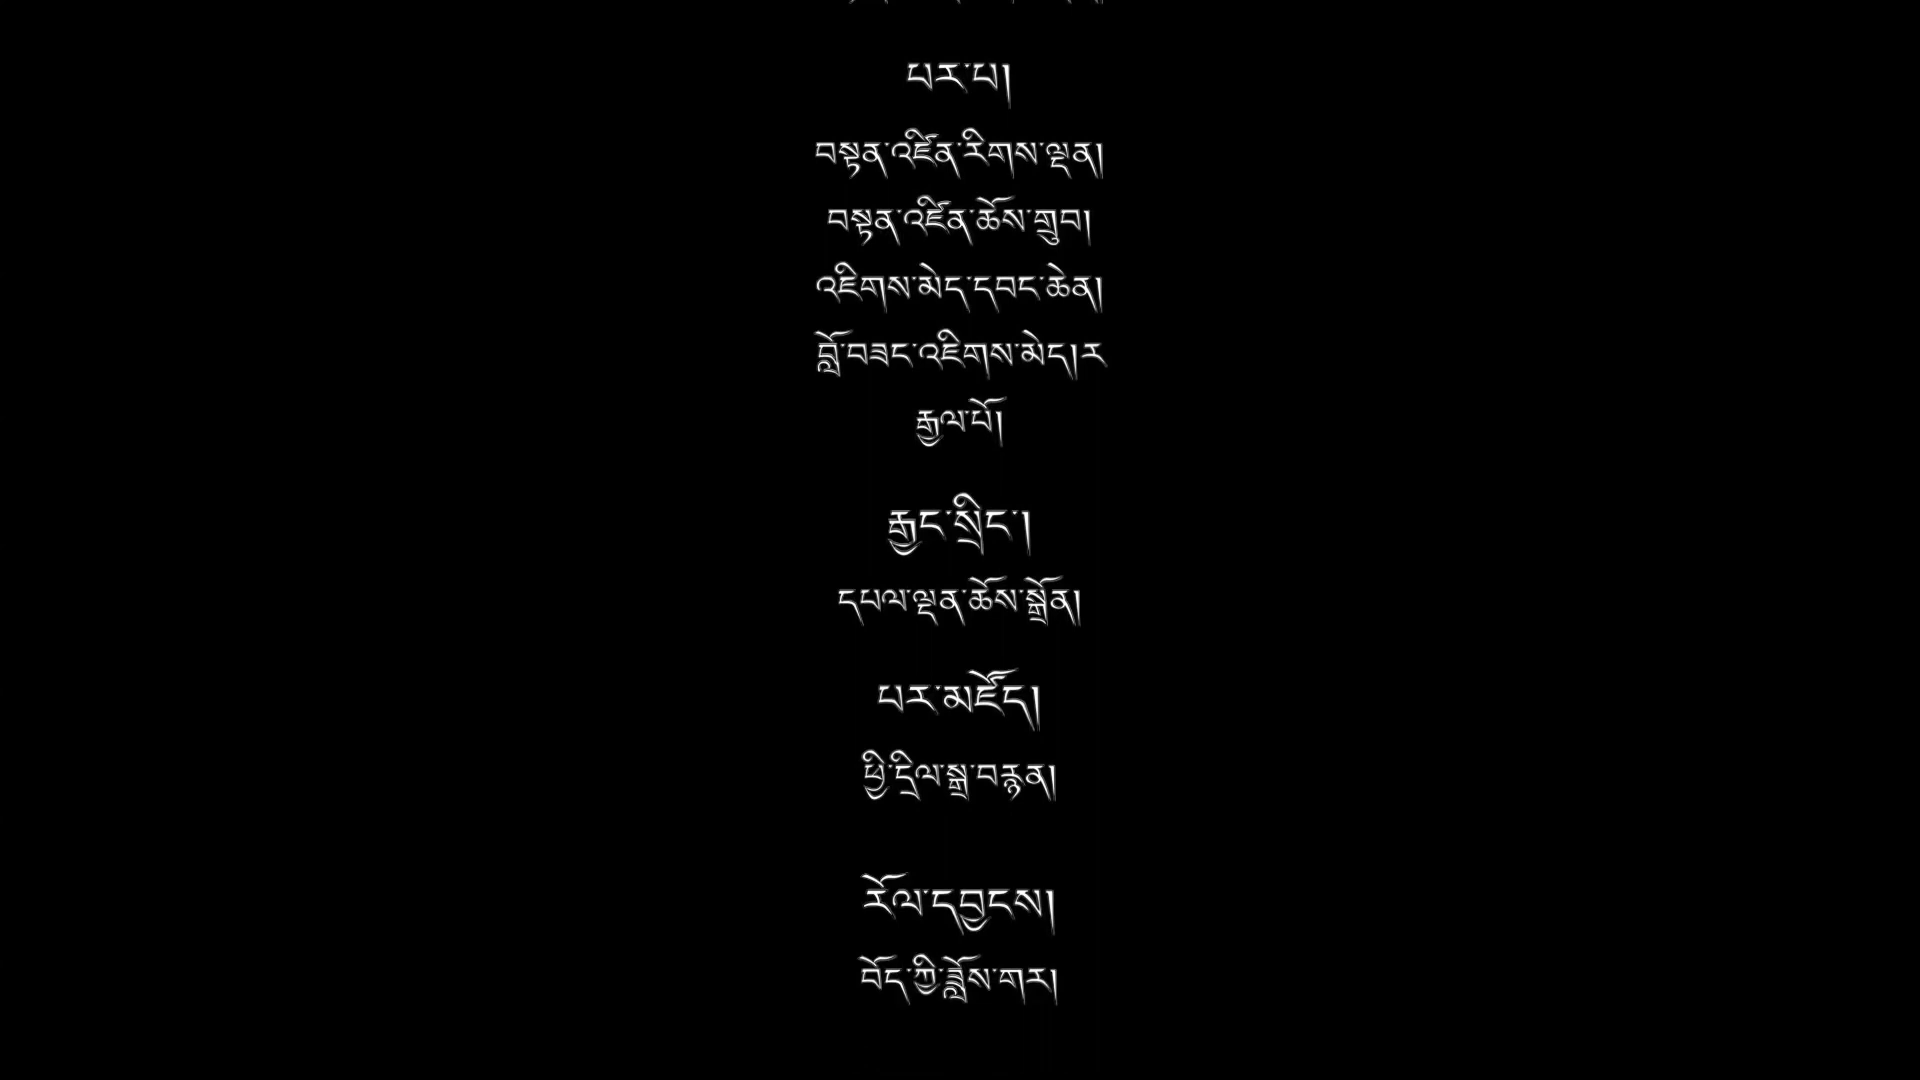 པར་པ།
བསྟན་འཛིན་རིགས་ལྡན།
བསྟན་འཛིན་ཆོས་གྲུབ།
འཇིགས་མེད་དབང་ཆེན།
བློ་བཟང་འཇིགས་མེད།ར
རྒྱལ་པོ།
རྒྱང་སྲིང་།
དཔལ་ལྡན་ཆོས་སྒྲོན།
པར་མཛོད།
ཕྱི་དྲིལ་སྒྲ་བརྙན།
རོལ་དབྱངས།
བོད་ཀྱི་ཟློས་གར།